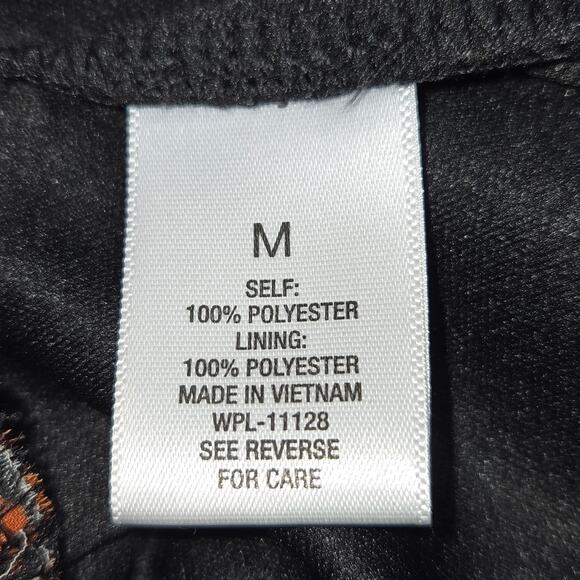 M
SELF:
100% POLYESTER
LINING:
100% POLYESTER
MADE IN VIETNAM
WPL-11128
SEE REVERSE
FOR CARE